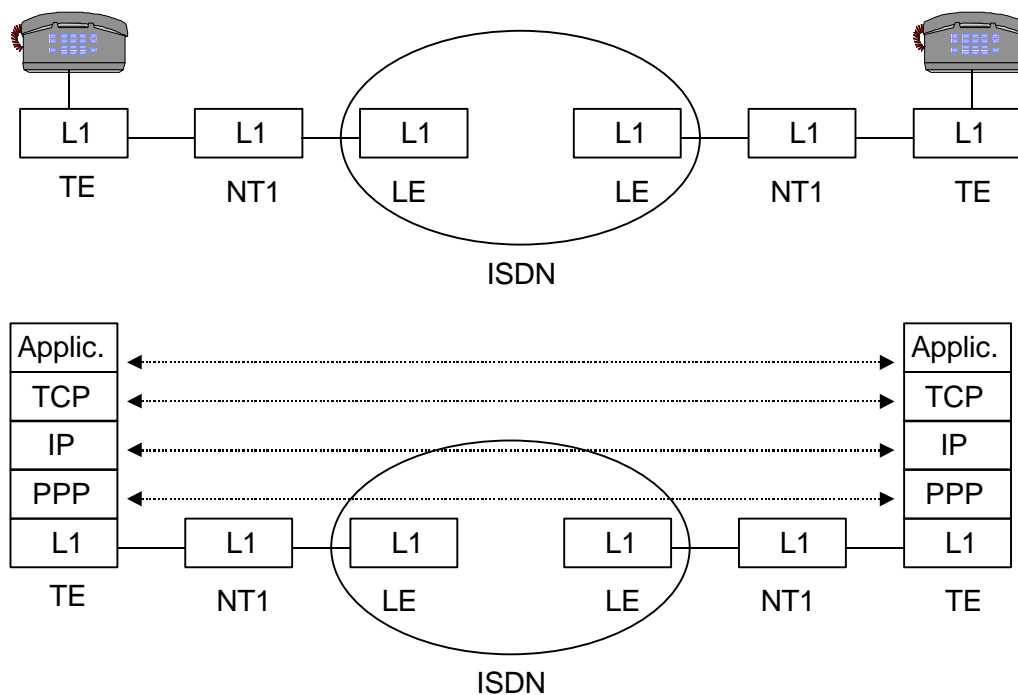 L1 L1 L1 L1 L1 L1
TE NT1 LE LE NT1 TE
ISDN
Applic. Applic.
TCP TCP
IP IP
PPP PPP
L1 L1 L1 L1 L1 L1
TE NT1 LE LE NT1 TE
ISDN